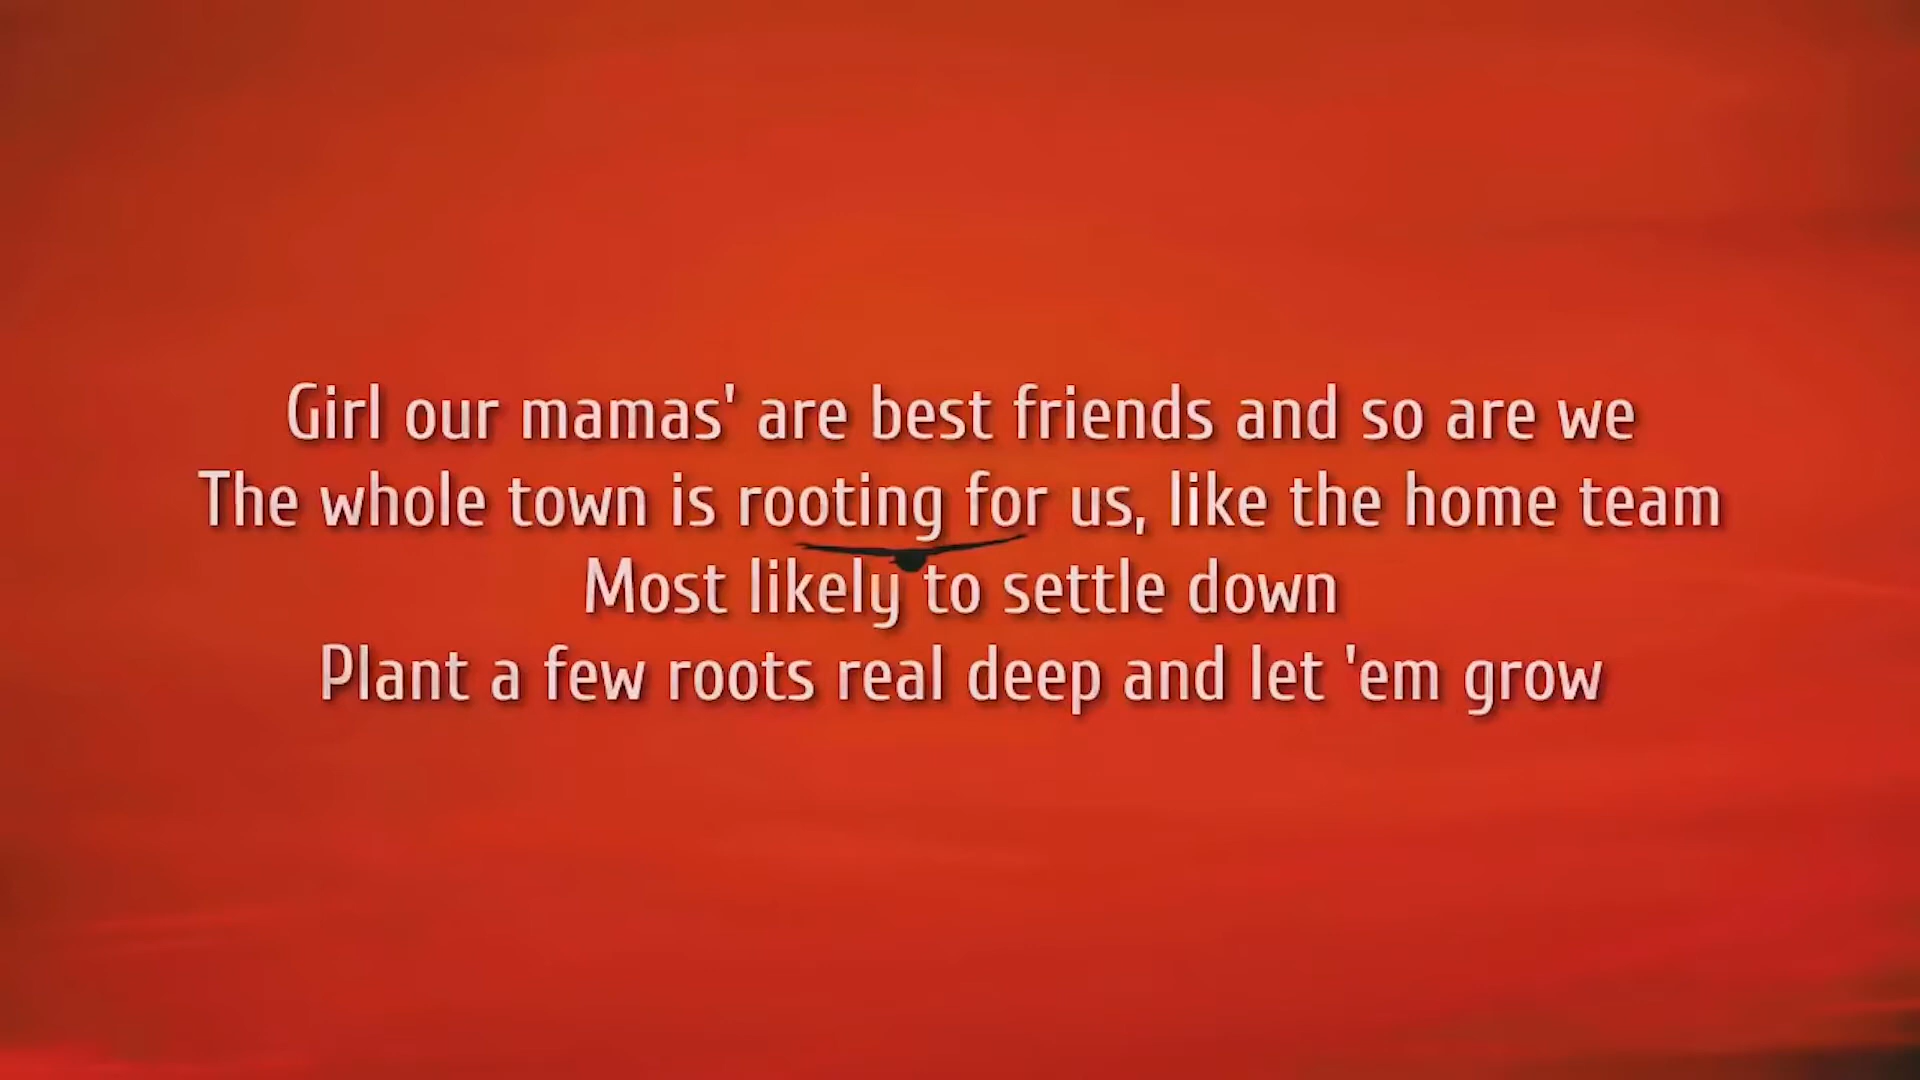 Girl our mamas' are best friends and so are we
The whole town is rooting for us, like the home team
Most likely to settle down
Plant a few roots real deep and let 'em grow